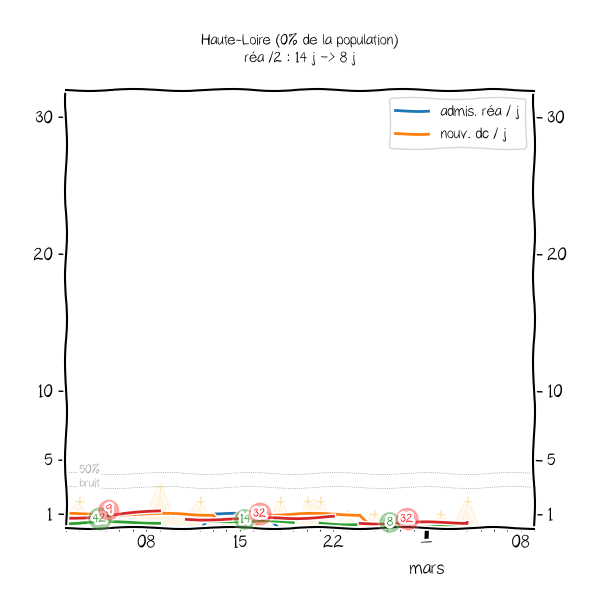 Haute-Loire (0% de la population)
réa /2 : 14 j -> 8 j
admis. réa / j
nouv. dc / j
30 30
20 20
10 10
5 5
50%
bruit
1 1
9
42
14
32
8
32
08 15 22 1 08
mars